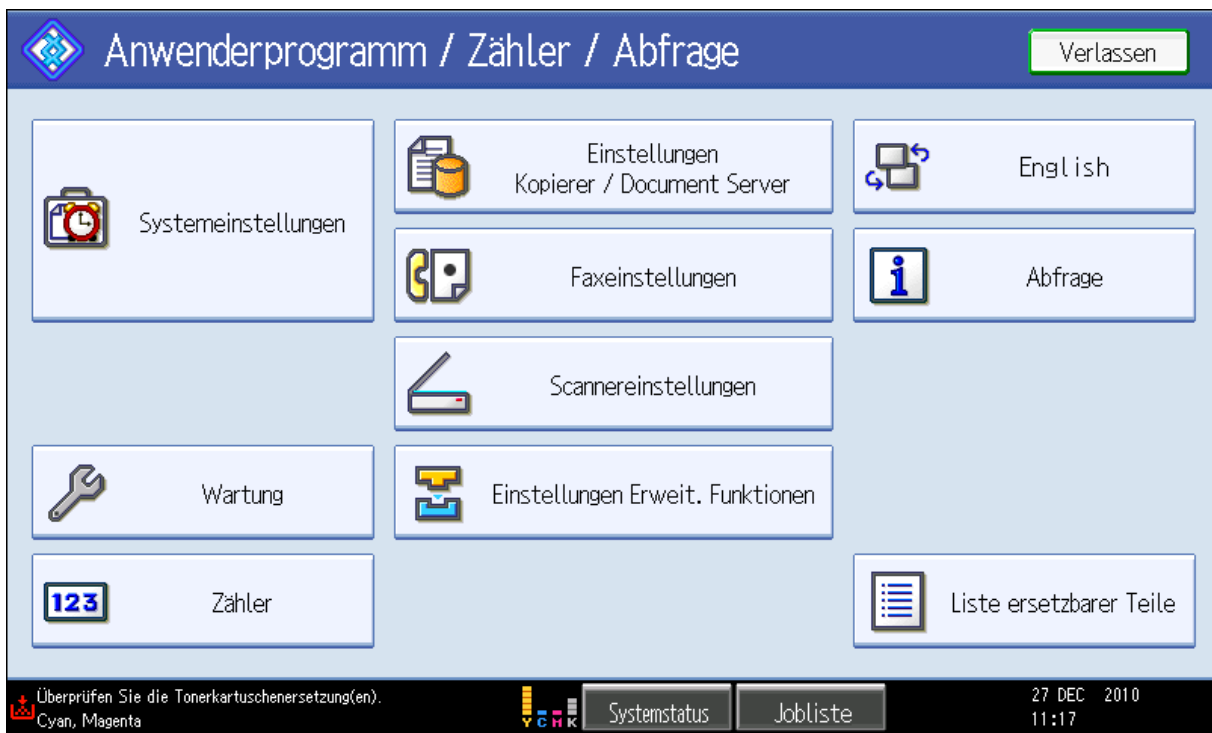 Anwenderprogramm / Zähler / Abfrage
Verlassen
Systemeinstellungen
Einstellungen
Kopierer / Document Server
English
Faxeinstellungen
Abfrage
Scannereinstellungen
Wartung
Einstellungen Erweit. Funktionen
123
Zähler
Liste ersetzbarer Teile
Überprüfen Sie die Tonerkartuschenersetzung(en).
Cyan, Magenta
Y C M K
Systemstatus
Jobliste
27 DEC 2010
11:17